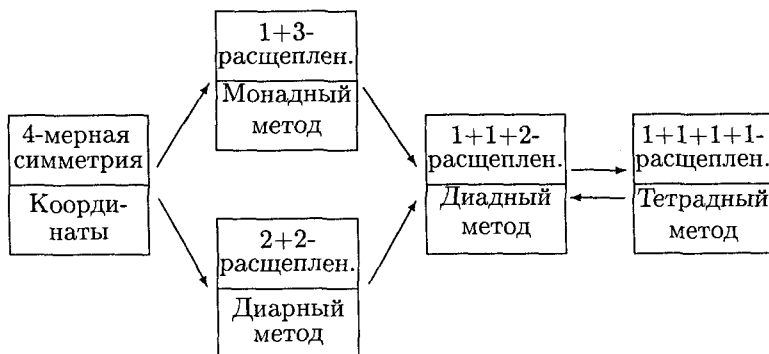 1+3-
расщеплен.
Монадный
метод
4-мерная
симметрия
Коорди-
наты
2+2-
расщеплен.
Диарный
метод
1+1+2-
расщеплен.
Диадный
метод
1+1+1+1-
расщеплен.
Тетрадный
метод